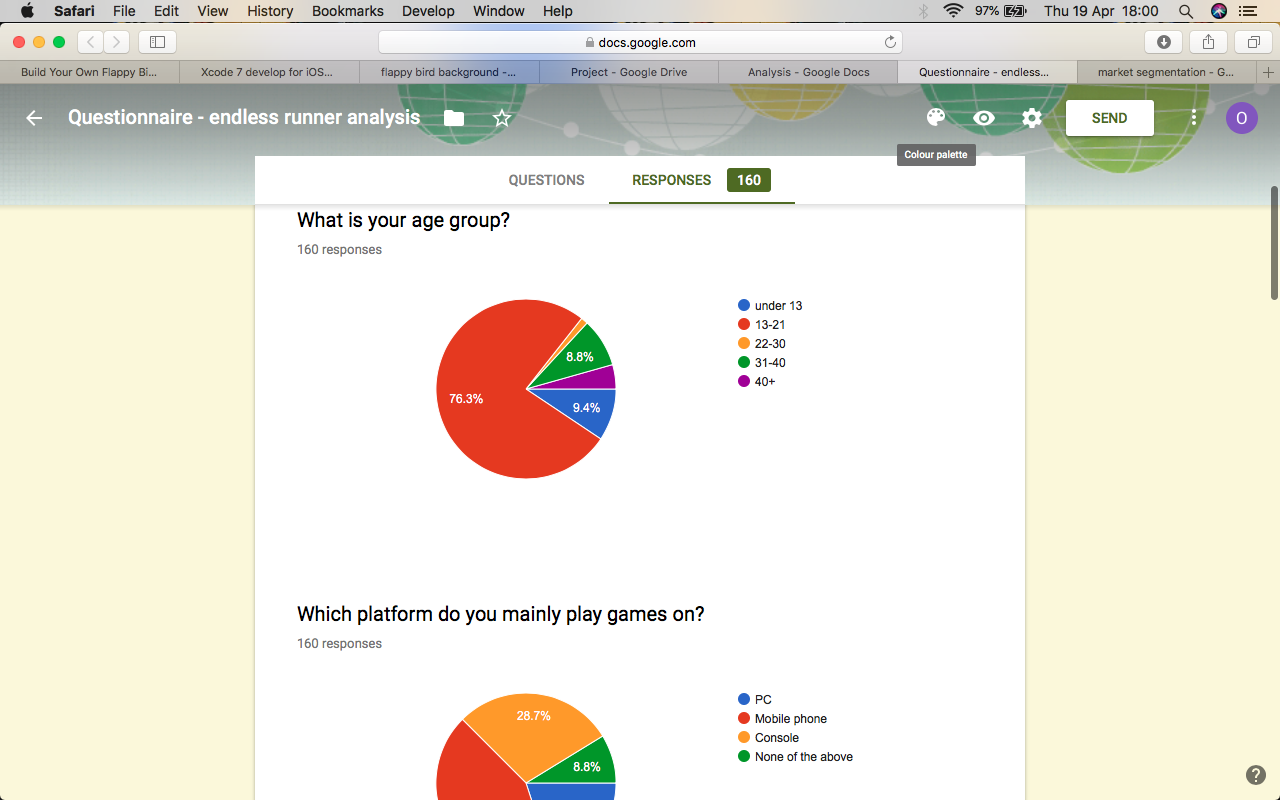 Safari File Edit View History Bookmarks Develop Window Help 97% Thu 19 Apr 18:00
docs.google.com
Build Your Own Flappy Bi... Xcode 7 develop for iOS... flappy bird background -... Project - Google Drive Analysis - Google Docs Questionnaire - endless... market segmentation - G...
Questionnaire - endless runner analysis SEND O
Colour palette
QUESTIONS RESPONSES 160
What is your age group?
160 responses
under 13
13-21
22-30
31-40
40+
8.8%
76.3%
9.4%
Which platform do you mainly play games on?
160 responses
PC
Mobile phone
Console
None of the above
28.7%
8.8%
?